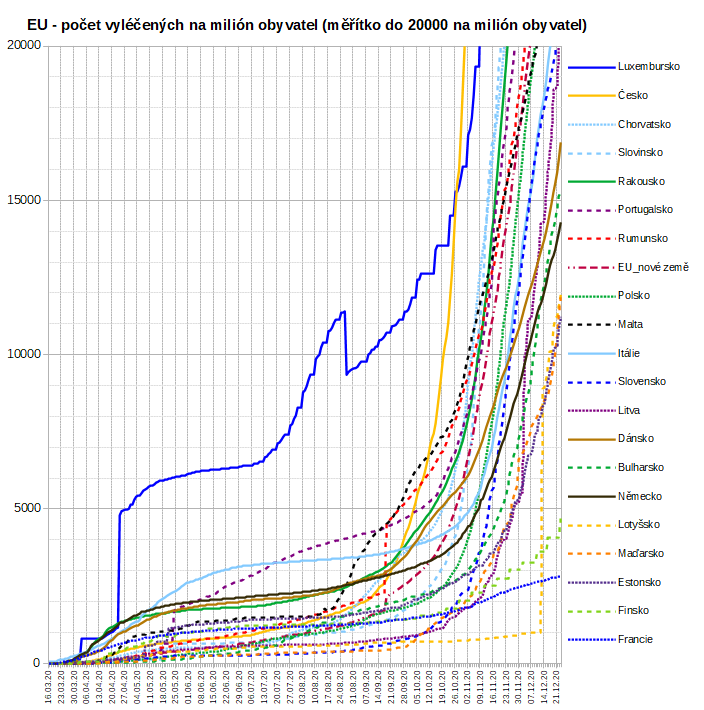 EU - počet vyléčených na milión obyvatel (měřítko do 20000 na milión obyvatel)
20000
15000
10000
5000
0
Luxembursko
Česko
Chorvatsko
Slovinsko
Rakousko
Portugalsko
Rumunsko
EU_nové země
Polsko
Malta
Itálie
Slovensko
Litva
Dánsko
Bulharsko
Německo
Lotyšsko
Maďarsko
Estonsko
Finsko
Francie
16.03.20
23.03.20
30.03.20
06.04.20
13.04.20
20.04.20
27.04.20
04.05.20
11.05.20
18.05.20
25.05.20
01.06.20
08.06.20
15.06.20
22.06.20
29.06.20
06.07.20
13.07.20
20.07.20
27.07.20
03.08.20
10.08.20
17.08.20
24.08.20
31.08.20
07.09.20
14.09.20
21.09.20
28.09.20
05.10.20
12.10.20
19.10.20
26.10.20
02.11.20
09.11.20
16.11.20
23.11.20
30.11.20
07.12.20
14.12.20
21.12.20